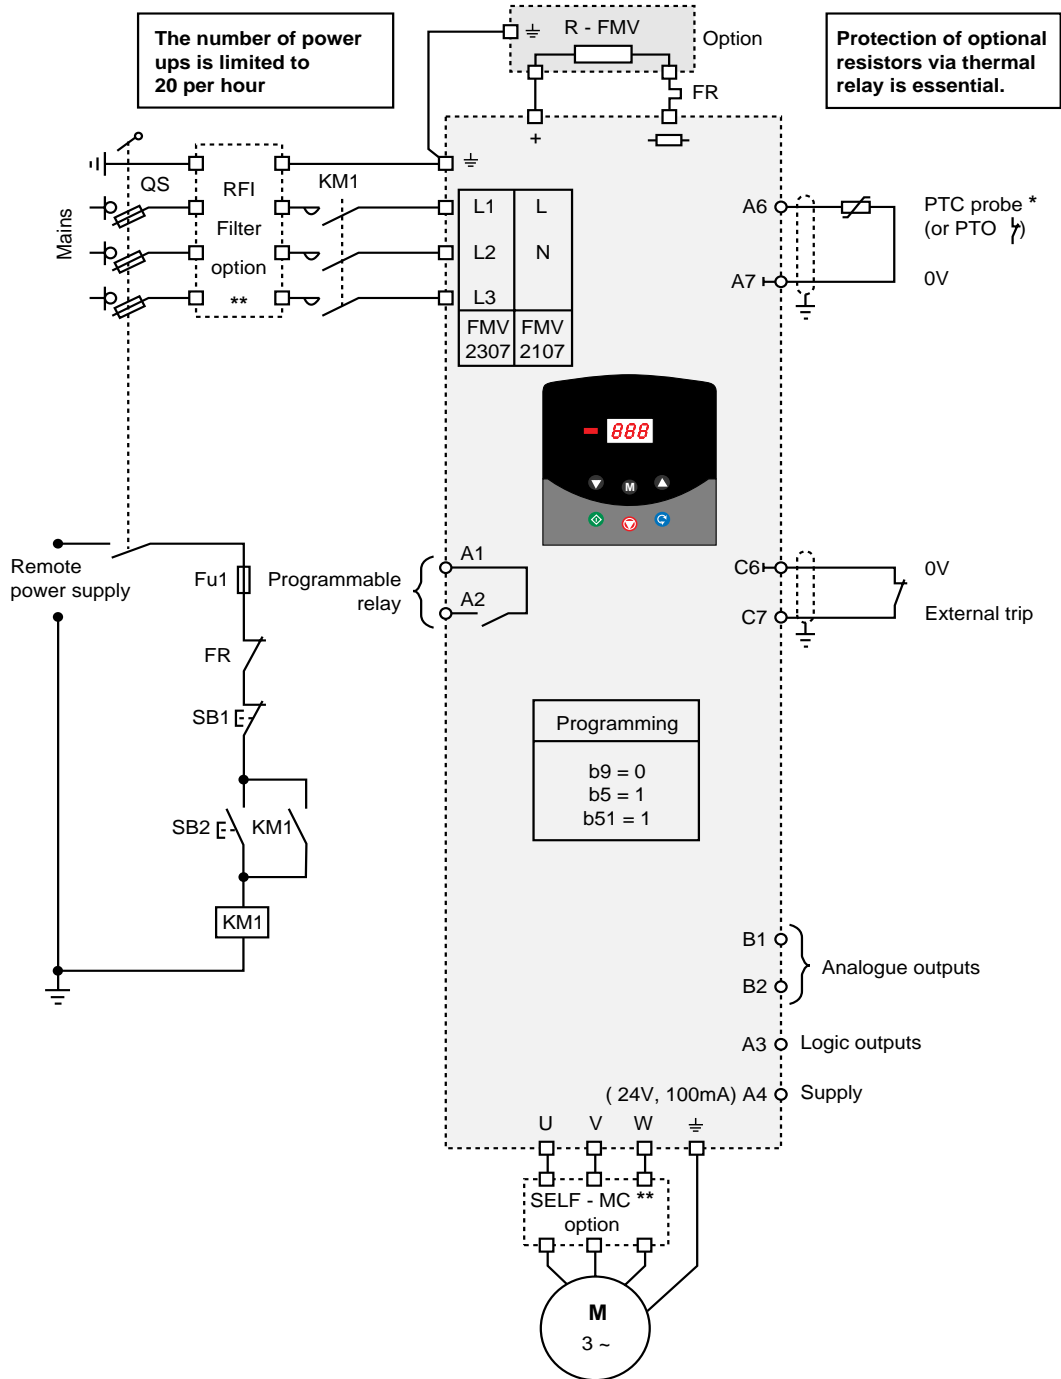 The number of power
ups is limited to
20 per hour
R - FMV
Option
Protection of optional
resistors via thermal
relay is essential.
FR
+
QS
RFI
Filter
option
**
KM1
Mains
L1 L
L2 N
L3
FMV FMV
2307 2107
A6
PTC probe *
(or PTO )
A7
0V
888
M
Remote
power supply
Fu1
Programmable
relay
A1
A2
C6
0V
C7
External trip
FR
SB1
SB2
KM1
KM1
Programming
b9 = 0
b5 = 1
b51 = 1
B1
B2
Analogue outputs
A3
Logic outputs
( 24V, 100mA) A4
Supply
U V W
SELF - MC **
option
M
3 ~